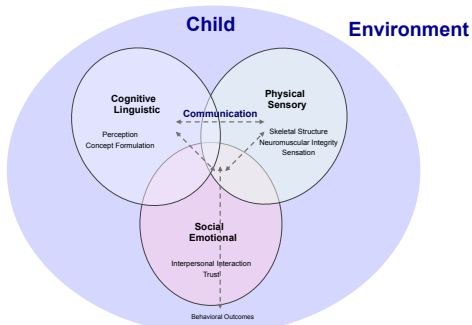 Child
Environment
Cognitive
Linguistic
Perception
Concept Formulation
Communication
Physical
Sensory
Skeletal Structure
Neuromuscular Integrity
Sensation
Social
Emotional
Interpersonal Interaction
Trust
Behavioral Outcomes